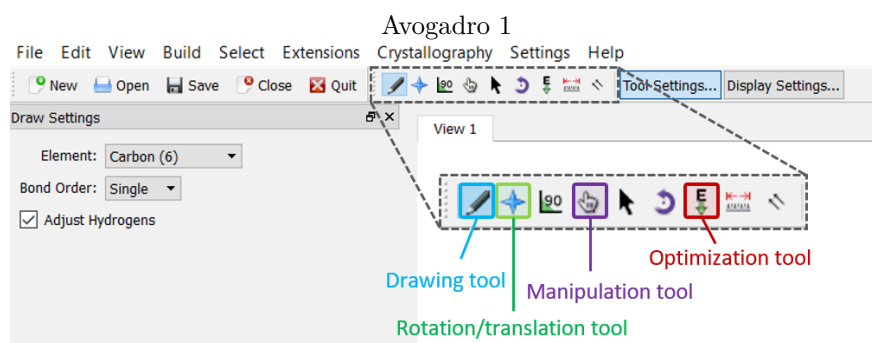 Avogadro 1
File Edit View Build Select Extensions Crystallography Settings Help
New Open Save Close Quit 90 E Tool Settings... Display Settings...
Draw Settings
View 1
Element: Carbon (6)
Bond Order: Single
Adjust Hydrogens
90 E
Optimization tool
Drawing tool
Manipulation tool
Rotation/translation tool